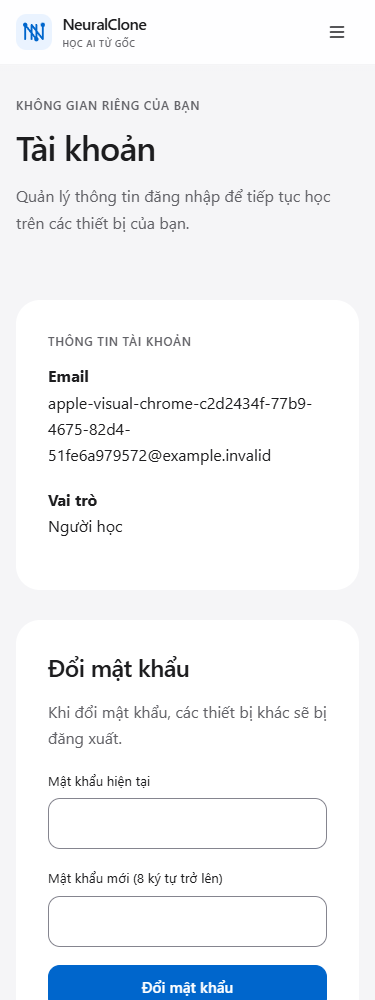 NeuralClone
HỌC AI TỪ GỐC
KHÔNG GIAN RIÊNG CỦA BẠN
Tài khoản
Quản lý thông tin đăng nhập để tiếp tục học
trên các thiết bị của bạn.
THÔNG TIN TÀI KHOẢN
Email
apple-visual-chrome-c2d2434f-77b9-
4675-82d4-
51fe6a979572@example.invalid
Vai trò
Người học
Đổi mật khẩu
Khi đổi mật khẩu, các thiết bị khác sẽ bị
đăng xuất.
Mật khẩu hiện tại
Mật khẩu mới (8 ký tự trở lên)
Đổi mật khẩu